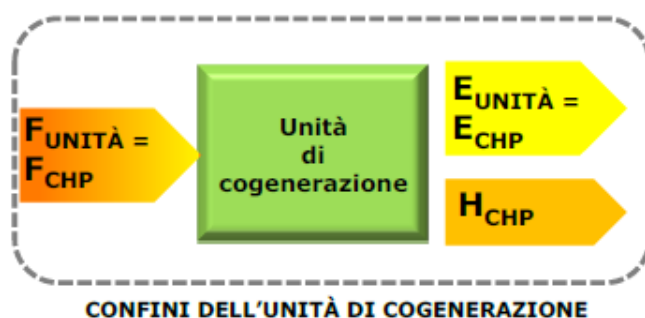 FUNITÀ =
FCHP
Unità
di
cogenerazione
EUNITÀ =
ECHP
HCHP
CONFINI DELL'UNITÀ DI COGENERAZIONE